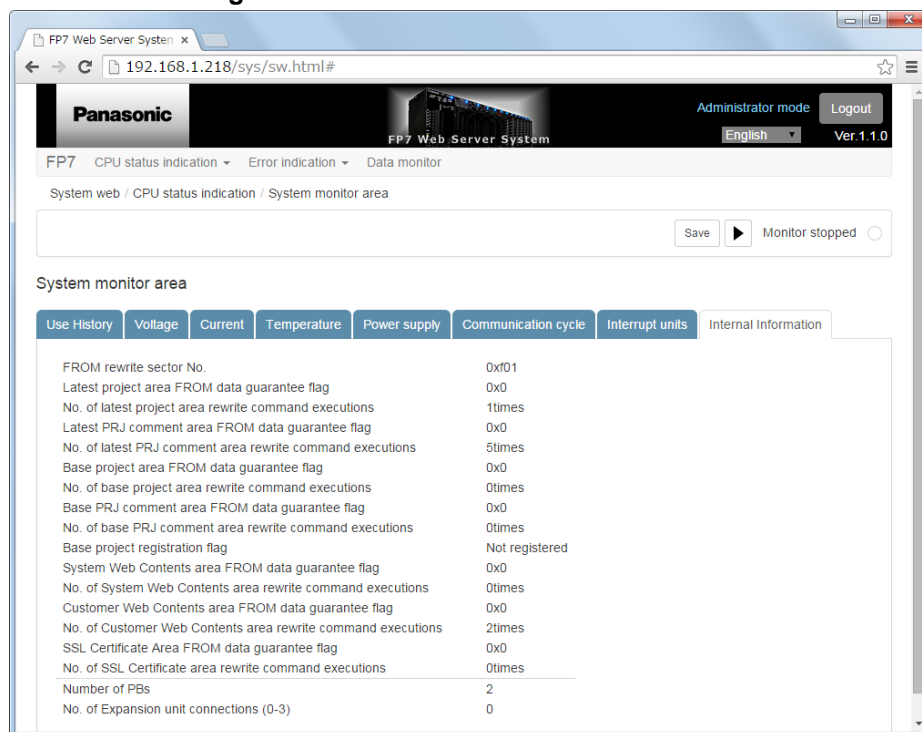 FP7 Web Server System
192.168.1.218/sys/sw.html#
Panasonic
FP7 Web Server System
Administrator mode Logout
English Ver.1.1.0
FP7 CPU status indication Error indication Data monitor
System web / CPU status indication / System monitor area
Save Monitor stopped
System monitor area
Use History Voltage Current Temperature Power supply Communication cycle Interrupt units Internal Information
FROM rewrite sector No. 0xf01
Latest project area FROM data guarantee flag 0x0
No. of latest project area rewrite command executions 1times
Latest PRJ comment area FROM data guarantee flag 0x0
No. of latest PRJ comment area rewrite command executions 5times
Base project area FROM data guarantee flag 0x0
No. of base project area rewrite command executions 0times
Base PRJ comment area FROM data guarantee flag 0x0
No. of base PRJ comment area rewrite command executions 0times
Base project registration flag Not registered
System Web Contents area FROM data guarantee flag 0x0
No. of System Web Contents area rewrite command executions 0times
Customer Web Contents area FROM data guarantee flag 0x0
No. of Customer Web Contents area rewrite command executions 2times
SSL Certificate Area FROM data guarantee flag 0x0
No. of SSL Certificate area rewrite command executions 0times
Number of PBs 2
No. of Expansion unit connections (0-3) 0